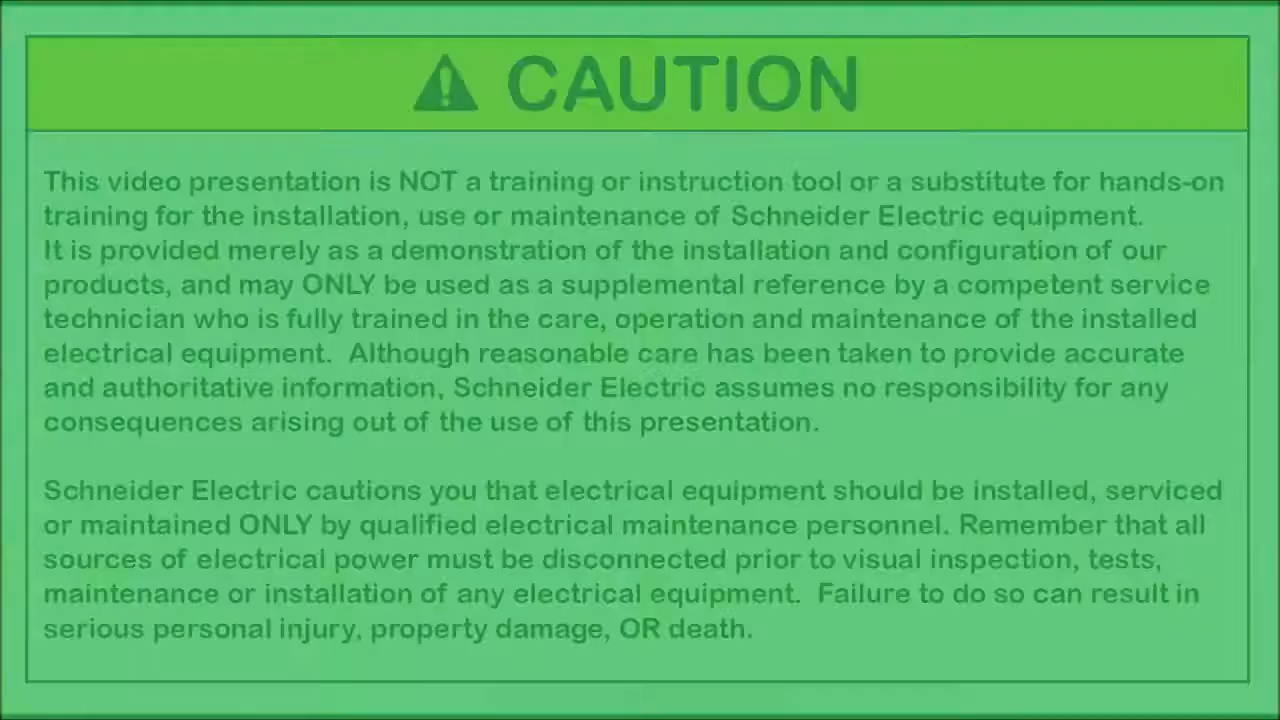 CAUTION
This video presentation is NOT a training or instruction tool or a substitute for hands-on
training for the installation, use or maintenance of Schneider Electric equipment.
It is provided merely as a demonstration of the installation and configuration of our
products, and may ONLY be used as a supplemental reference by a competent service
technician who is fully trained in the care, operation and maintenance of the installed
electrical equipment.  Although reasonable care has been taken to provide accurate
and authoritative information, Schneider Electric assumes no responsibility for any
consequences arising out of the use of this presentation.
Schneider Electric cautions you that electrical equipment should be installed, serviced
or maintained ONLY by qualified electrical maintenance personnel. Remember that all
sources of electrical power must be disconnected prior to visual inspection, tests,
maintenance or installation of any electrical equipment.  Failure to do so can result in
serious personal injury, property damage, OR death.